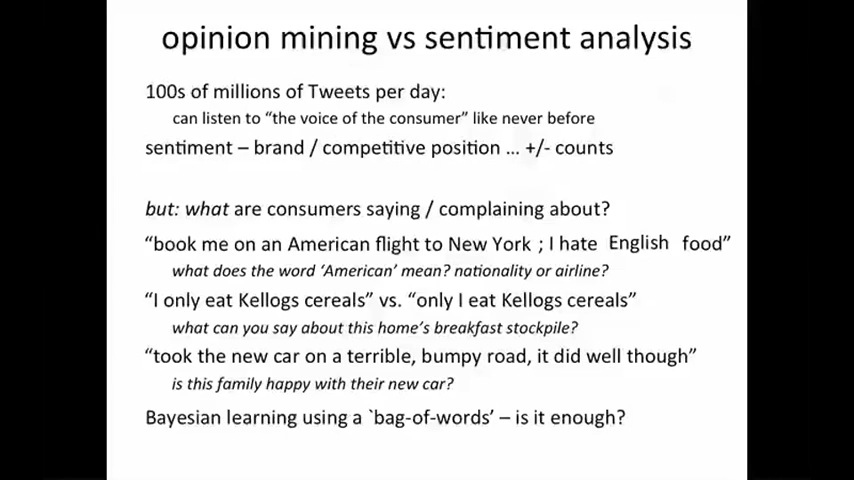 opinion mining vs sentiment analysis
100s of millions of Tweets per day:
can listen to “the voice of the consumer” like never before
sentiment – brand / competitive position ... +/- counts
but: what are consumers saying / complaining about?
“book me on an American flight to New York ; I hate English food”
what does the word ‘American’ mean? nationality or airline?
“I only eat Kellogs cereals” vs. “only I eat Kellogs cereals”
what can you say about this home’s breakfast stockpile?
“took the new car on a terrible, bumpy road, it did well though”
is this family happy with their new car?
Bayesian learning using a `bag-of-words’ – is it enough?